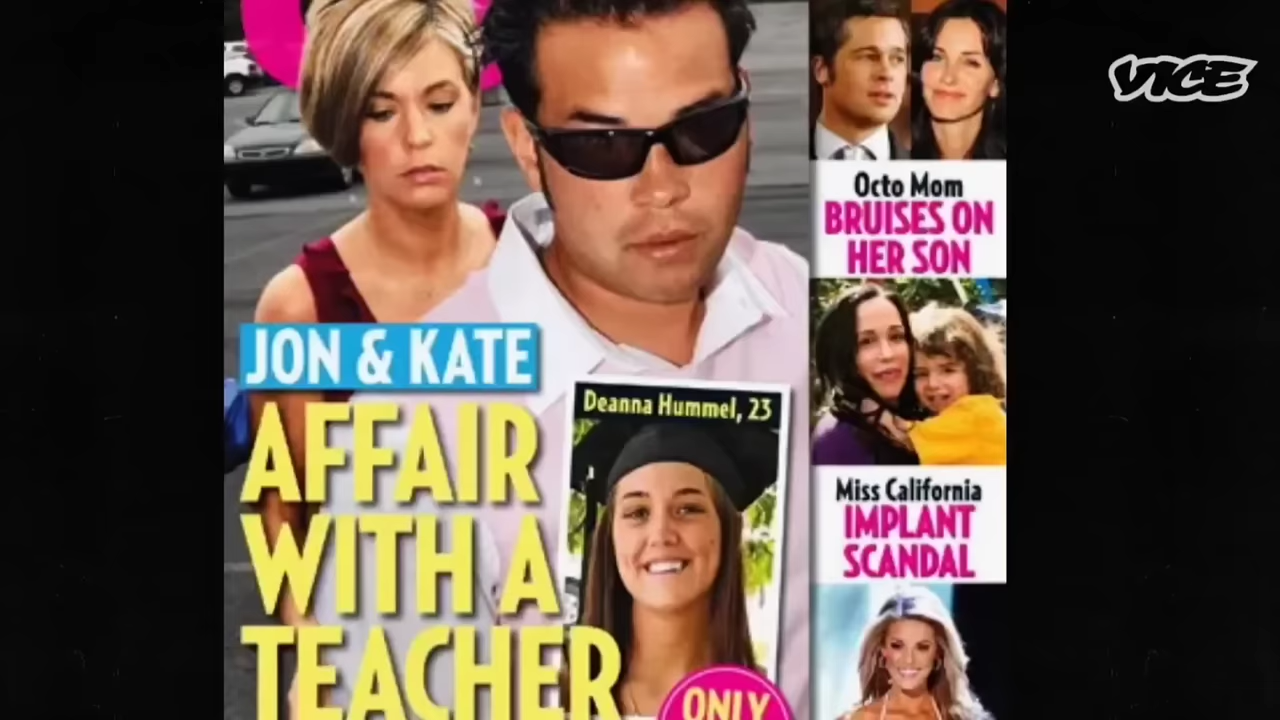 VICE
JON & KATE
AFFAIR
WITH A
TEACHER
Deanna Hummel, 23
ONLY
Octo Mom
BRUISES ON
HER SON
Miss California
IMPLANT
SCANDAL